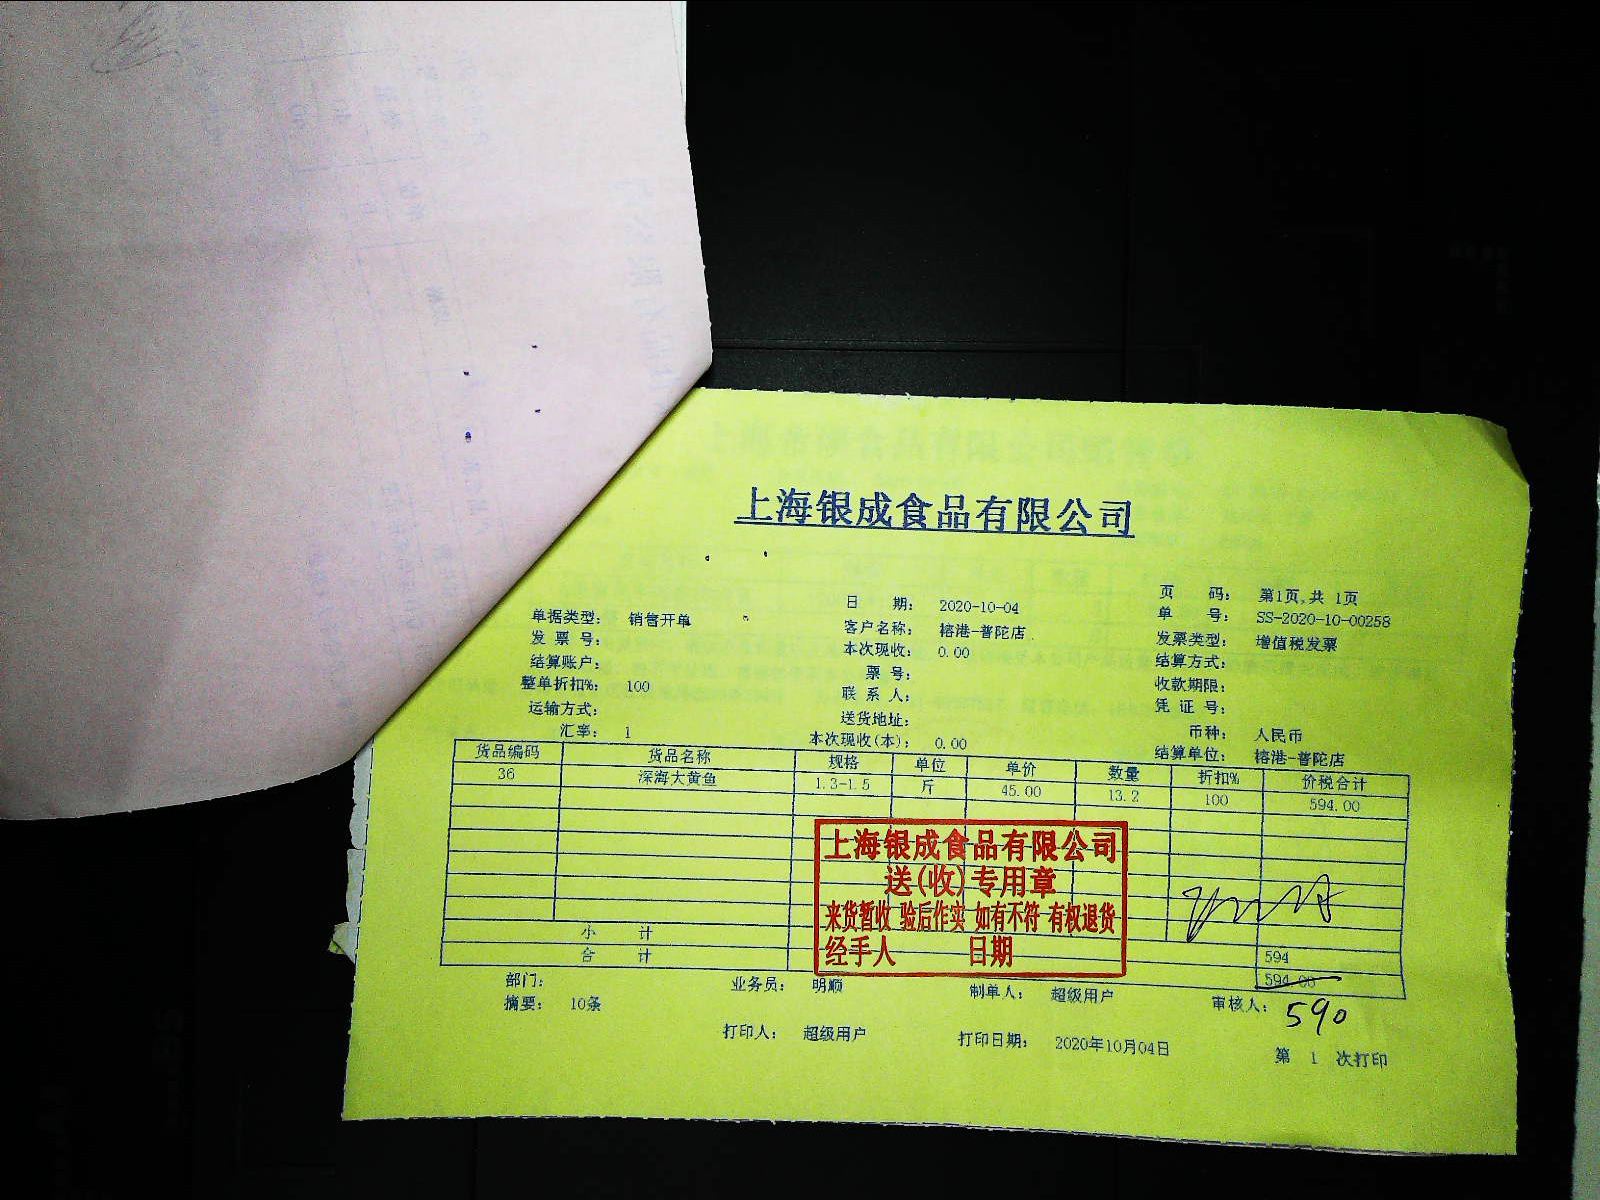 上海银成食品有限公司
单据类型： 销售开单 日 期： 2020-10-04 页 码： 第1页,共 1页
发 票 号： 客户名称： 榕港-普陀店 单 号： SS-2020-10-00258
结算账户： 本次现收： 0.00 发票类型： 增值税发票
整单折扣%： 100 票号： 结算方式：
运输方式： 联 系 人： 收款期限：
汇率： 1 送货地址： 凭 证 号：
本次现收(本)： 0.00 币种： 人民币
结算单位： 榕港-普陀店
货品编码 货品名称 规格 单位 单价 数量 折扣% 价税合计
36 深海大黄鱼 1.3-1.5 斤 45.00 13.2 100 594.00
上海银成食品有限公司
送(收)专用章
来货暂收 验后作实 如有不符 有权退货
经手人 日期
小 计 594
合 计 594.00
部门： 业务员： 明顺 制单人： 超级用户 审核人：
590
摘要： 10条
打印人： 超级用户 打印日期： 2020年10月04日 第 1 次打印